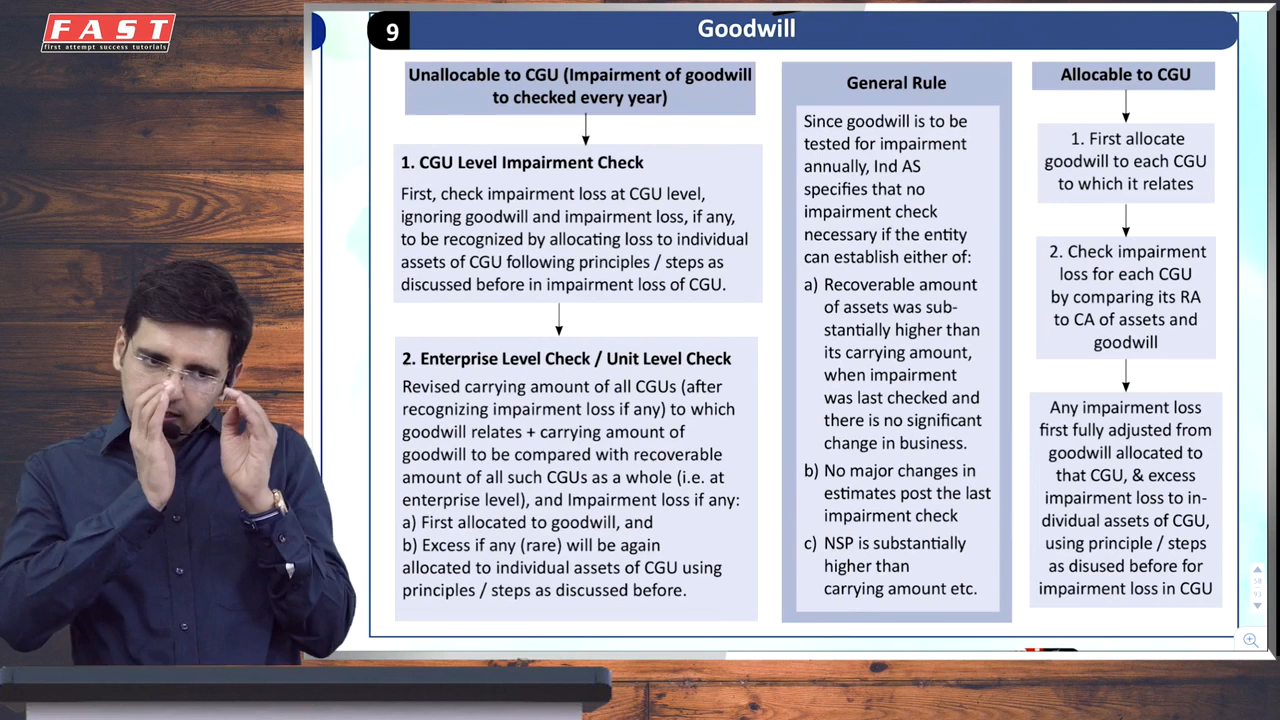 FAST
first attempt success tutorials
9
Goodwill
Unallocable to CGU (Impairment of goodwill
to checked every year)
1. CGU Level Impairment Check
First, check impairment loss at CGU level,
ignoring goodwill and impairment loss, if any,
to be recognized by allocating loss to individual
assets of CGU following principles / steps as
discussed before in impairment loss of CGU.
2. Enterprise Level Check / Unit Level Check
Revised carrying amount of all CGUs (after
recognizing impairment loss if any) to which
goodwill relates + carrying amount of
goodwill to be compared with recoverable
amount of all such CGUs as a whole (i.e. at
enterprise level), and Impairment loss if any:
a) First allocated to goodwill, and
b) Excess if any (rare) will be again
allocated to individual assets of CGU using
principles / steps as discussed before.
General Rule
Since goodwill is to be
tested for impairment
annually, Ind AS
specifies that no
impairment check
necessary if the entity
can establish either of:
a) Recoverable amount
of assets was sub-
stantially higher than
its carrying amount,
when impairment
was last checked and
there is no significant
change in business.
b) No major changes in
estimates post the last
impairment check
c) NSP is substantially
higher than
carrying amount etc.
Allocable to CGU
1. First allocate
goodwill to each CGU
to which it relates
2. Check impairment
loss for each CGU
by comparing its RA
to CA of assets and
goodwill
Any impairment loss
first fully adjusted from
goodwill allocated to
that CGU, & excess
impairment loss to in-
dividual assets of CGU,
using principle / steps
as disused before for
impairment loss in CGU
58
93